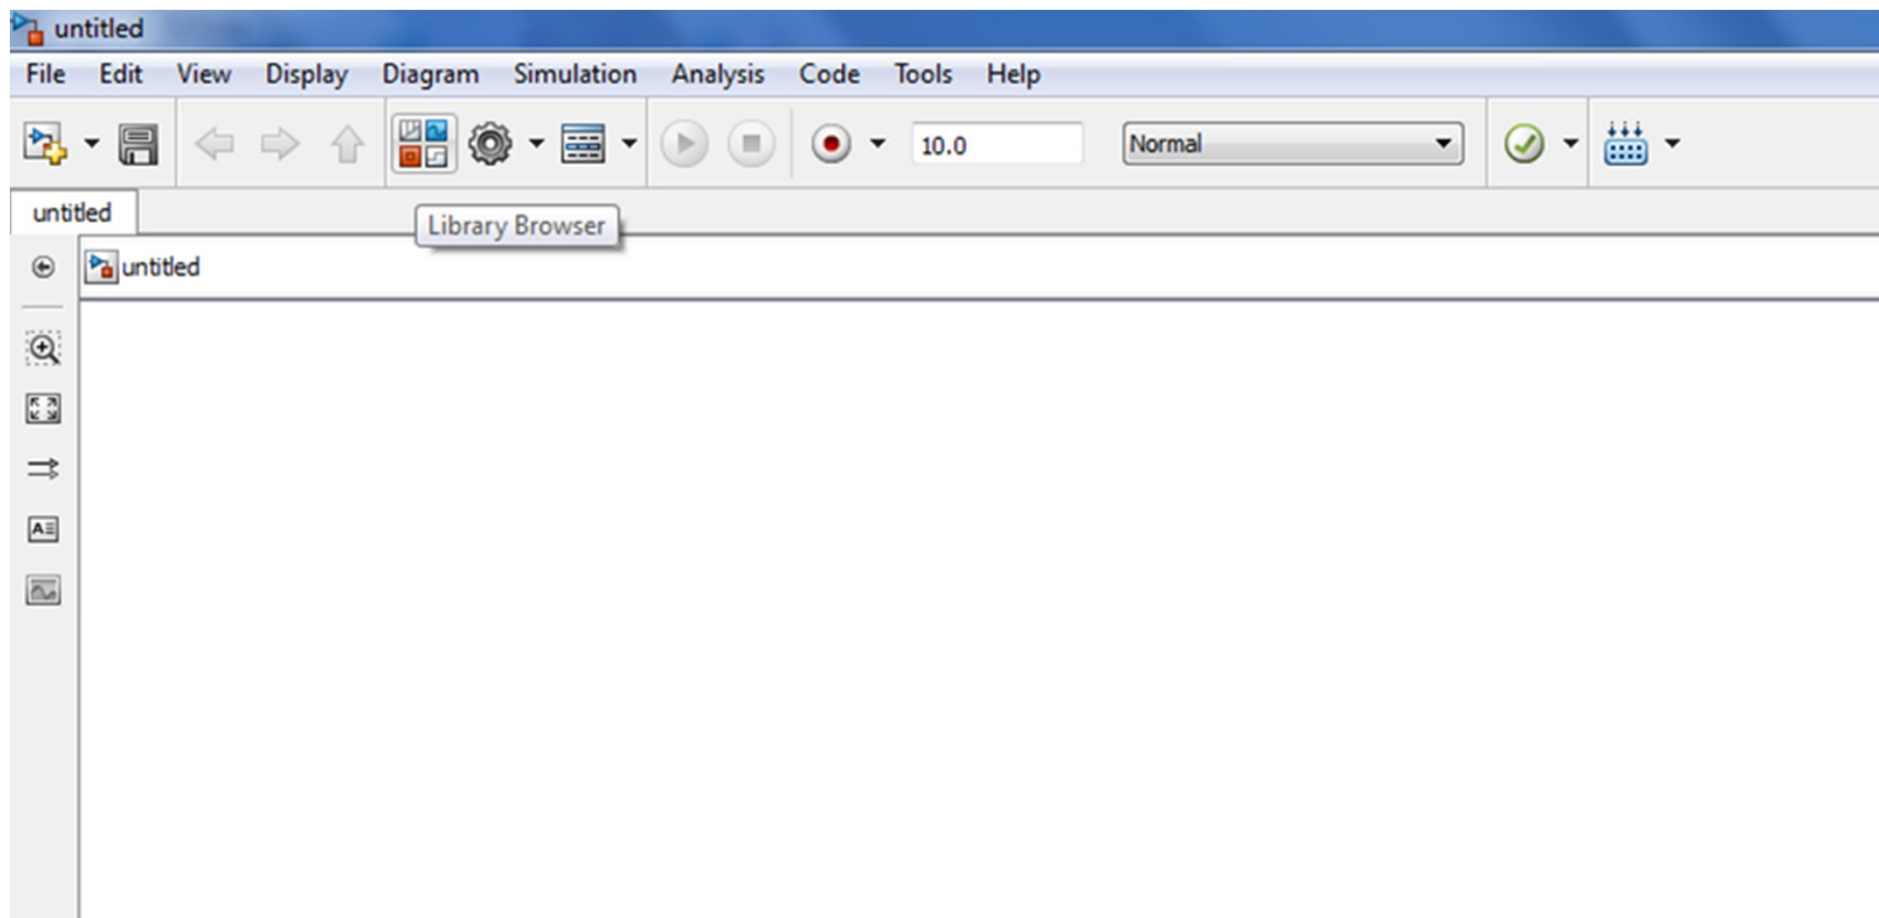 untitled
File Edit View Display Diagram Simulation Analysis Code Tools Help
10.0 Normal
untitled
Library Browser
untitled